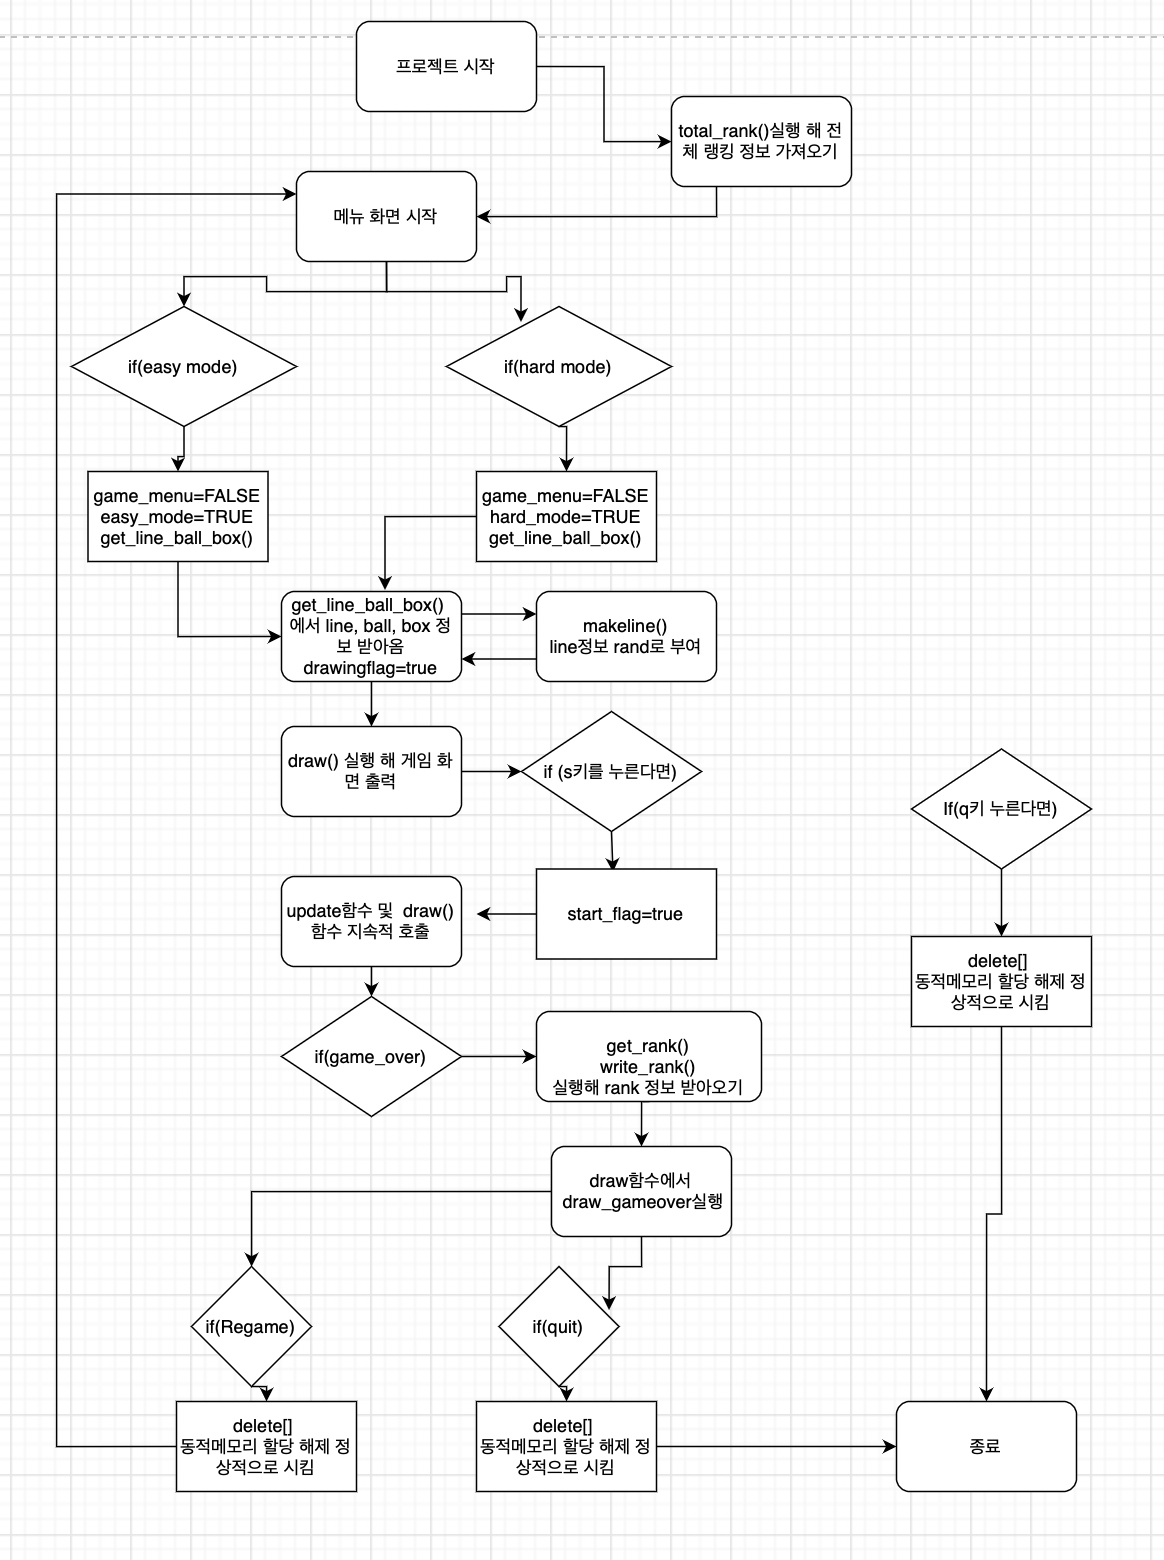 프로젝트 시작
total_rank()실행 해 전
체 랭킹 정보 가져오기
메뉴 화면 시작
if(easy mode)
if(hard mode)
game_menu=FALSE
easy_mode=TRUE
get_line_ball_box()
game_menu=FALSE
hard_mode=TRUE
get_line_ball_box()
get_line_ball_box()
에서 line, ball, box 정
보 받아옴
drawingflag=true
makeline()
line정보 rand로 부여
draw() 실행 해 게임 화
면 출력
if (s키를 누른다면)
If(q키 누른다면)
start_flag=true
update함수 및  draw()
함수 지속적 호출
delete[]
동적메모리 할당 해제 정
상적으로 시킴
if(game_over)
get_rank()
write_rank()
실행해 rank 정보 받아오기
draw함수에서
draw_gameover실행
if(Regame)
if(quit)
delete[]
동적메모리 할당 해제 정
상적으로 시킴
delete[]
동적메모리 할당 해제 정
상적으로 시킴
종료